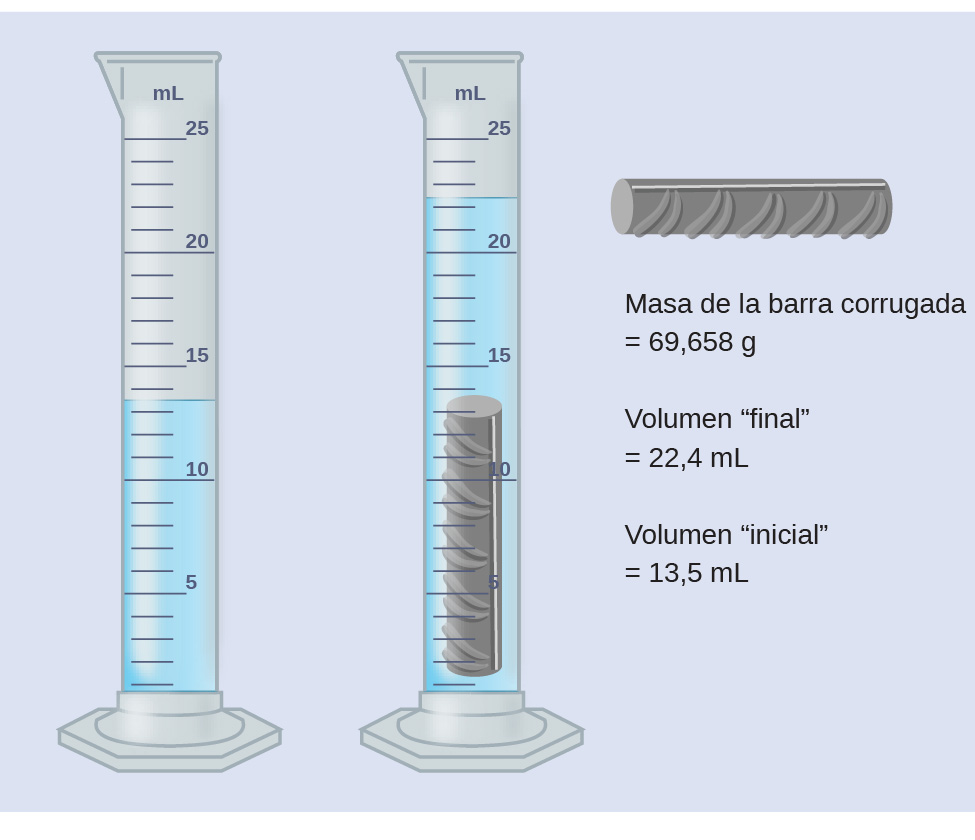 mL
25
20
15
10
5
mL
25
20
15
10
5
Masa de la barra corrugada
= 69,658 g
Volumen “final”
= 22,4 mL
Volumen “inicial”
= 13,5 mL